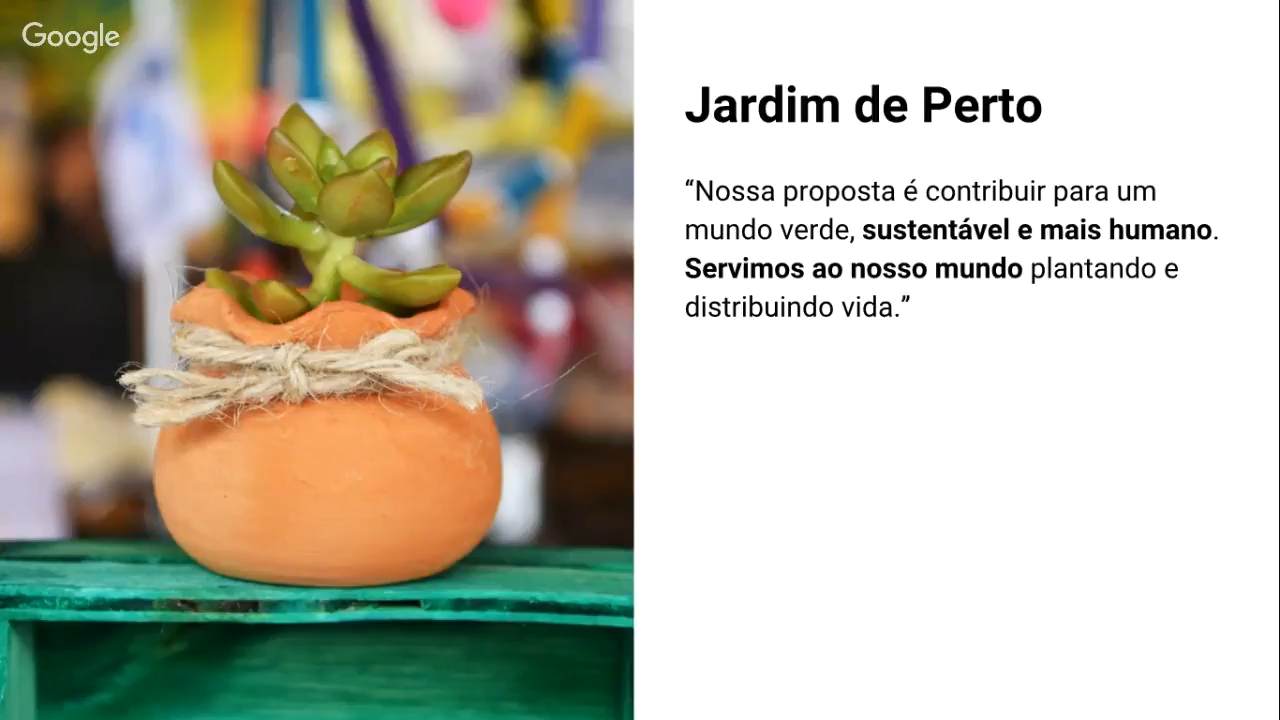 Google
Jardim de Perto
“Nossa proposta é contribuir para um
mundo verde, sustentável e mais humano.
Servimos ao nosso mundo plantando e
distribuindo vida.”